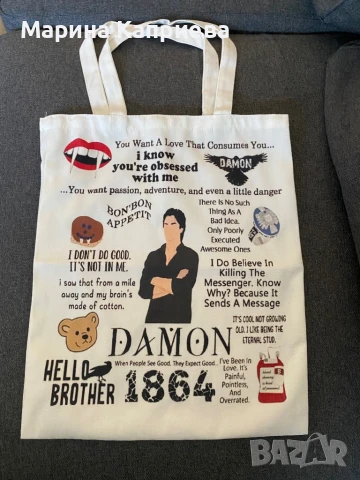 Марина Каприева
You Want A Love That Consumes You...
i know
you're obsessed
with me
DAMON
...You want passion, adventure, and even a little danger
BON'BON
APPETIT
There Is No Such
Thing As A
Bad Idea.
Only Poorly
Executed
Awesome Ones
I DON'T DO GOOD.
IT'S NOT IN ME.
i saw that from a mile
away and my brain's
made of cotton.
I Do Believe In
Killing The
Messenger. Know
Why? Because It
Sends A Message
IT'S COOL NOT GROWING
OLD. I LIKE BEING THE
ETERNAL STUD.
DAMON
When People See Good, They Expect Good...
HELLO
BROTHER
1864
I've Been In
Love. It's
Painful,
Pointless,
And
Overrated.
BAZAR